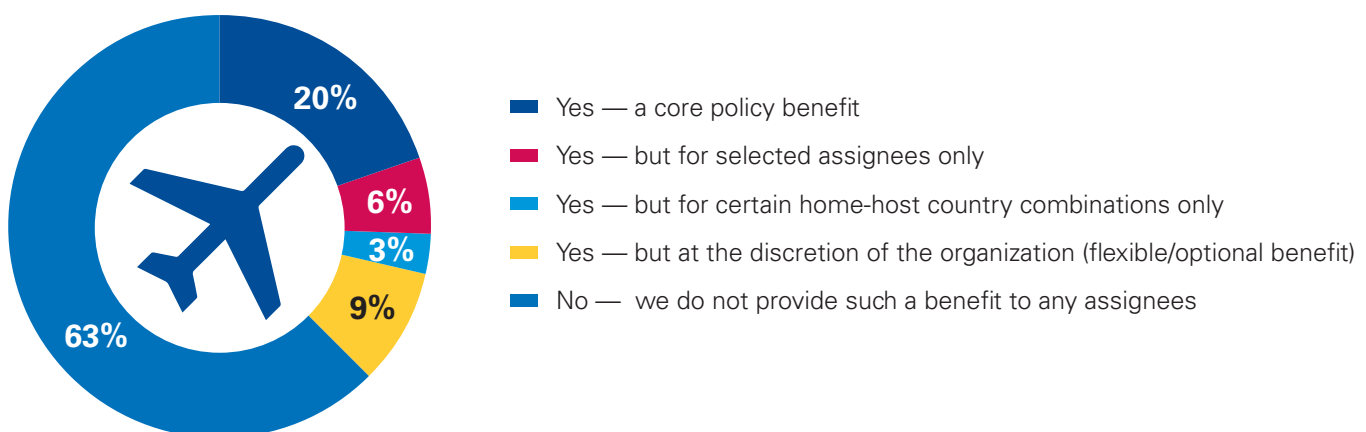 20%
6%
3%
9%
63%
Yes — a core policy benefit
Yes — but for selected assignees only
Yes — but for certain home-host country combinations only
Yes — but at the discretion of the organization (flexible/optional benefit)
No — we do not provide such a benefit to any assignees